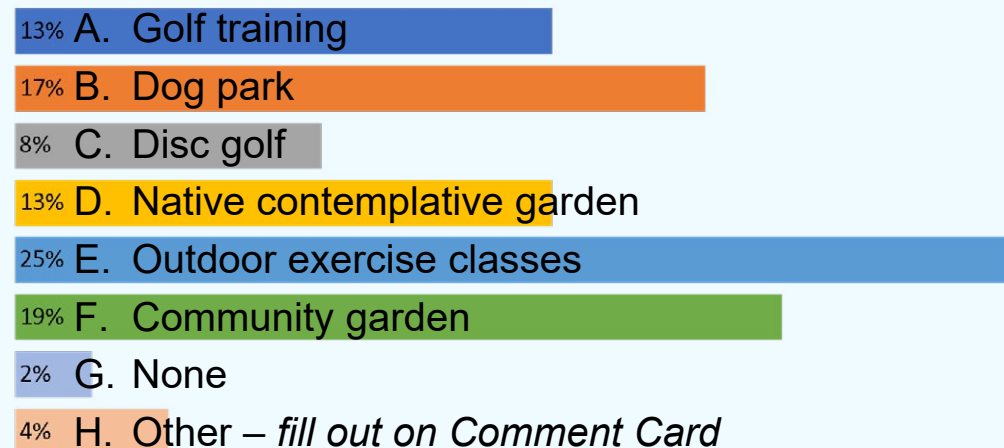 13% A. Golf training
17% B. Dog park
8% C. Disc golf
13% D. Native contemplative garden
25% E. Outdoor exercise classes
19% F. Community garden
2% G. None
4% H. Other – fill out on Comment Card